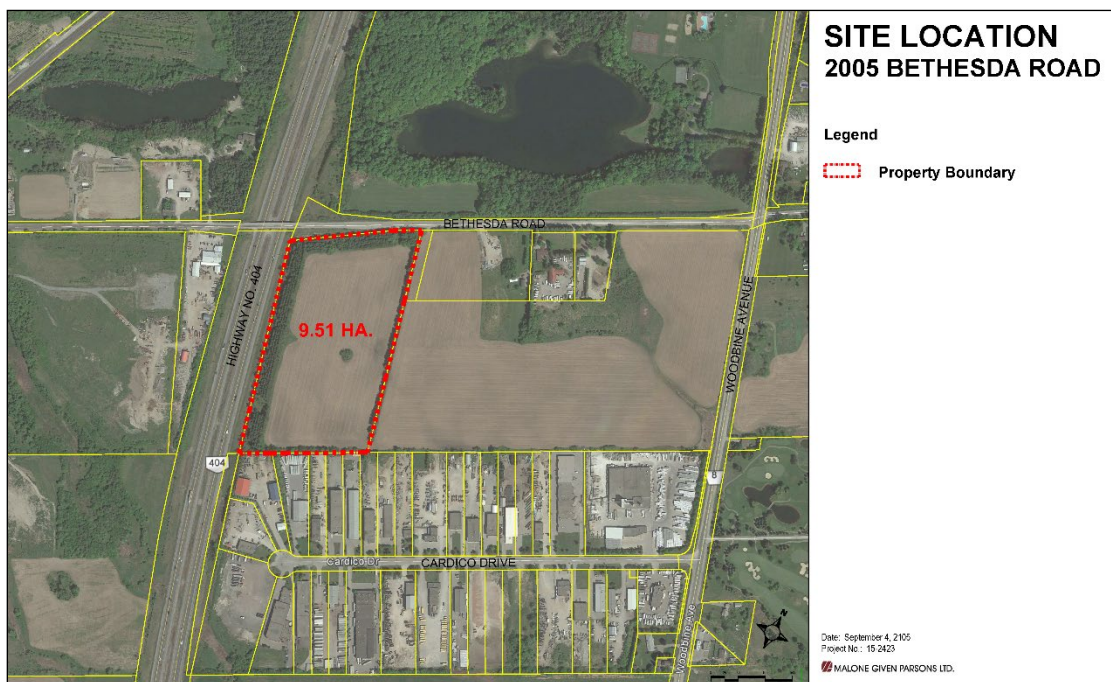 SITE LOCATION
2005 BETHESDA ROAD
Legend
Property Boundary
BETHESDA ROAD
HIGHWAY NO. 404
9.51 HA.
WOODBINE AVENUE
404
8
Cardico Dr
CARDICO DRIVE
Woodbine Ave
N
Date: September 4, 2105
Project No.: 15-2423
MALONE GIVEN PARSONS LTD.